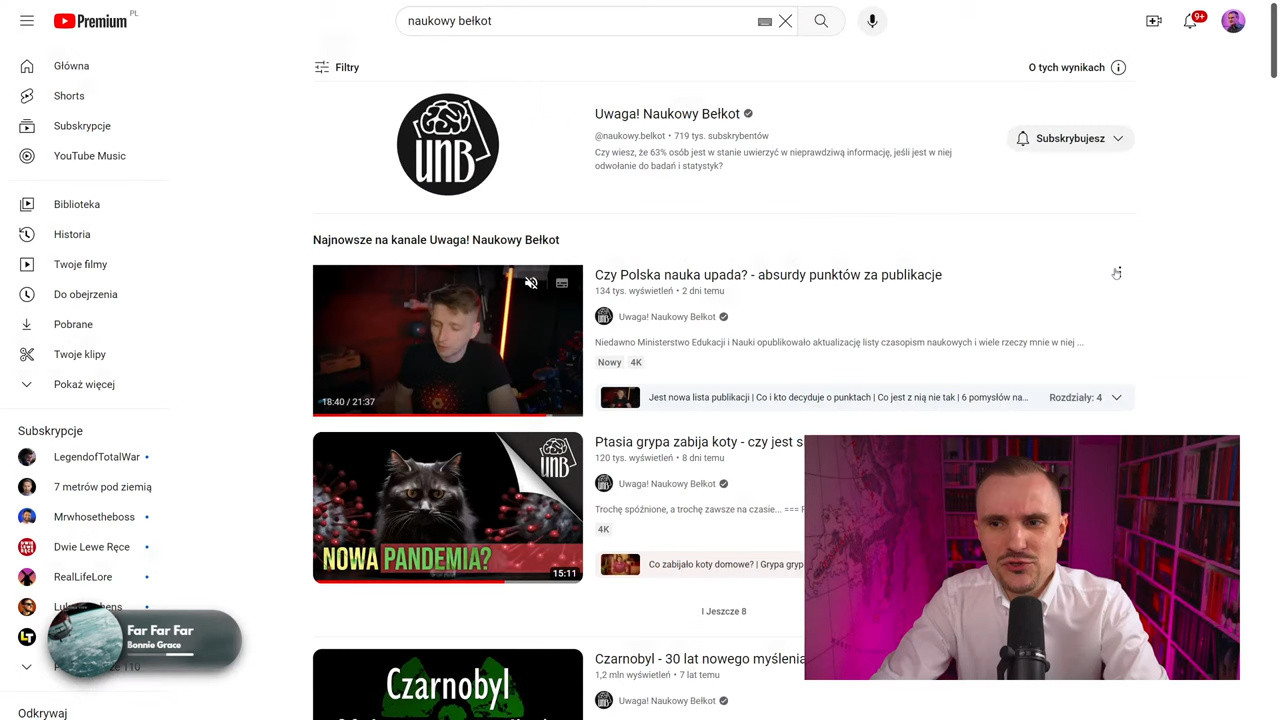 PL
Premium
naukowy bełkot
9+
Główna
Shorts
Subskrypcje
YouTube Music
Biblioteka
Historia
Twoje filmy
Do obejrzenia
Pobrane
Twoje klipy
Pokaż więcej
Subskrypcje
LegendofTotalWar
7 metrów pod ziemią
Mrwhosetheboss
Dwie Lewe Ręce
RealLifeLore
Far Far Far
Bonnie Grace
110
Odkrywaj
Filtry
O tych wynikach
UNB
Uwaga! Naukowy Bełkot
@naukowy.belkot • 719 tys. subskrybentów
Czy wiesz, że 63% osób jest w stanie uwierzyć w nieprawdziwą informację, jeśli jest w niej
odwołanie do badań i statystyk?
Subskrybujesz
Najnowsze na kanale Uwaga! Naukowy Bełkot
18:40 / 21:37
Czy Polska nauka upada? - absurdy punktów za publikacje
134 tys. wyświetleń • 2 dni temu
UNB
Uwaga! Naukowy Bełkot
Niedawno Ministerstwo Edukacji i Nauki opublikowało aktualizację listy czasopism naukowych i wiele rzeczy mnie w niej ...
Nowy 4K
Jest nowa lista publikacji | Co i kto decyduje o punktach | Co jest z nią nie tak | 6 pomysłów na...
Rozdziały: 4
UNB
NOWA PANDEMIA?
15:11
Ptasia grypa zabija koty - czy jest s
120 tys. wyświetleń • 8 dni temu
UNB
Uwaga! Naukowy Bełkot
Trochę spóźnione, a trochę zawsze na czasie... ===
4K
Co zabijało koty domowe? | Grypa gryp
I Jeszcze 8
Czarnobyl
Czarnobyl - 30 lat nowego myślenia
1,2 mln wyświetleń • 7 lat temu
UNB
Uwaga! Naukowy Bełkot